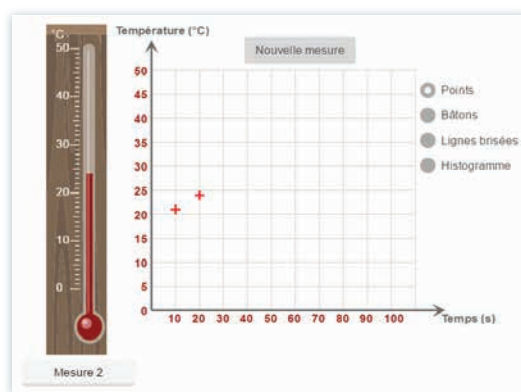 °C
50
40
30
20
10
0
Mesure 2
Température (°C)
Nouvelle mesure
50
45
40
35
30
25
20
15
10
5
0
10 20 30 40 50 60 70 80 90 100
Temps (s)
Points
Bâtons
Lignes brisées
Histogramme